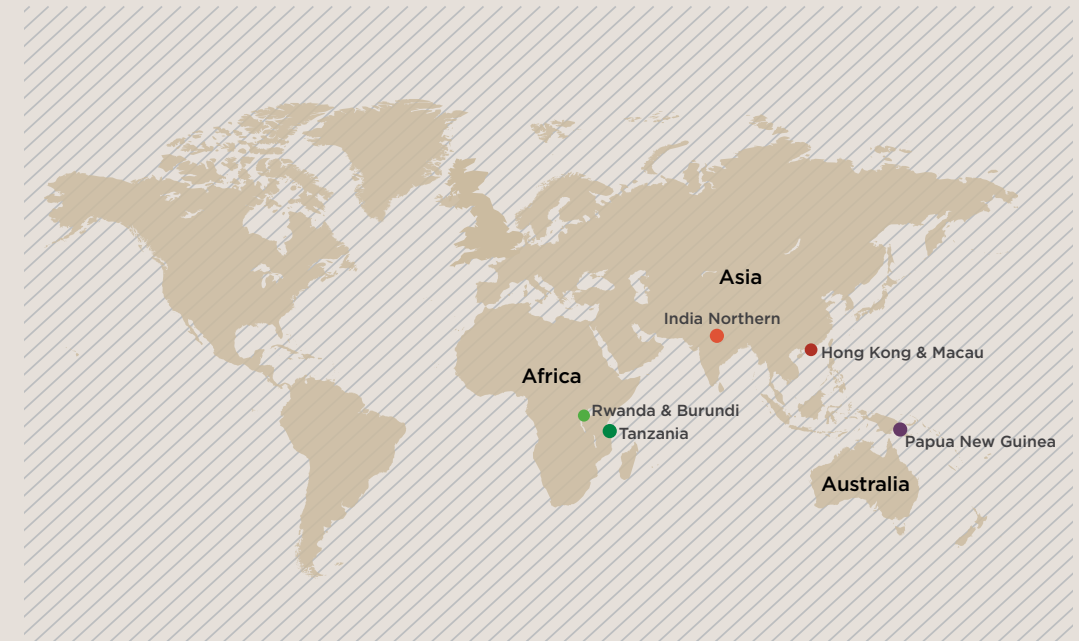 Asia
India Northern
Hong Kong & Macau
Africa
Rwanda & Burundi
Tanzania
Papua New Guinea
Australia